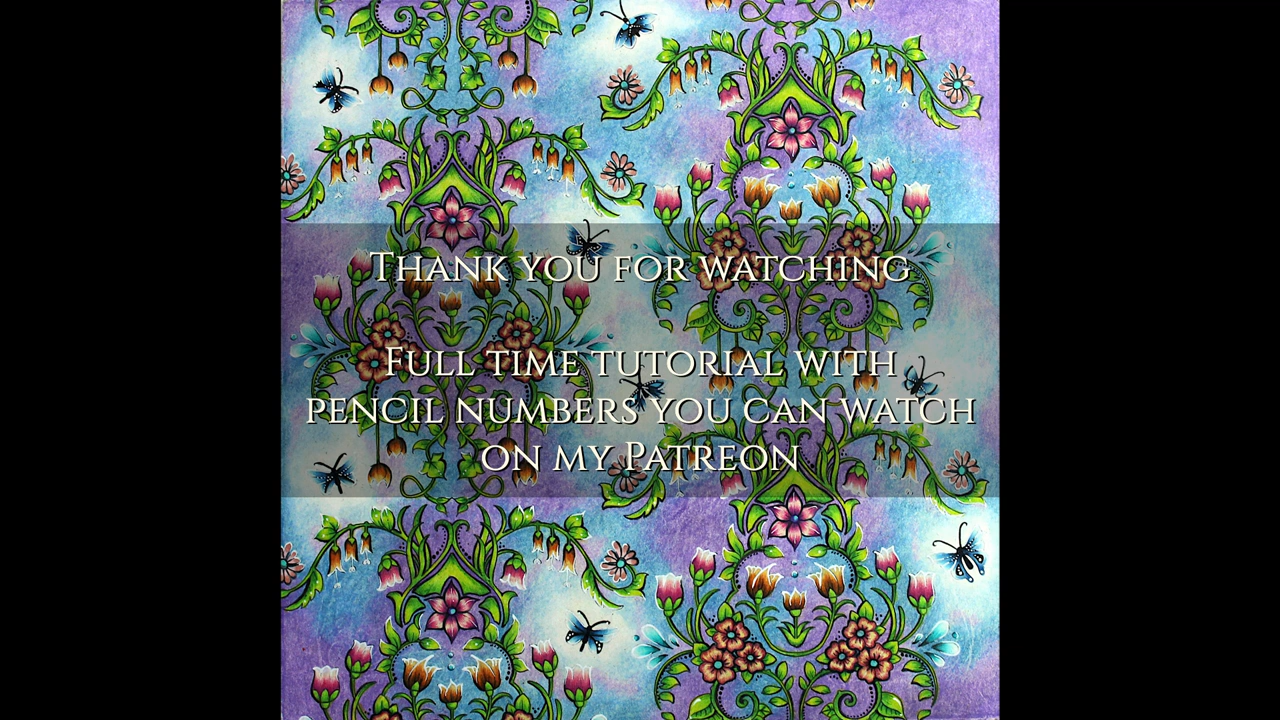 Thank you for watching
Full time tutorial with
pencil numbers you can watch
on my Patreon